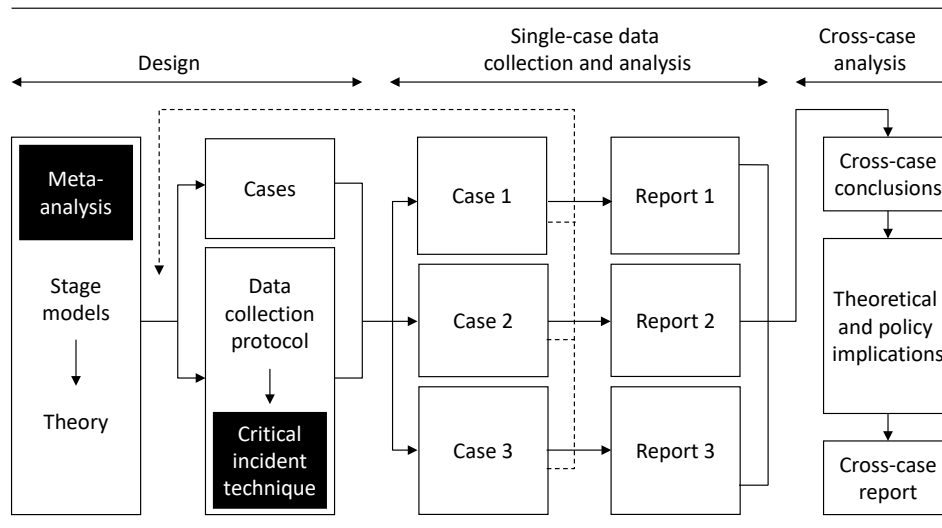 Design
Single-case data
collection and analysis
Cross-case
analysis
Meta-
analysis
Stage
models
Theory
Cases
Data
collection
protocol
Critical
incident
technique
Case 1
Case 2
Case 3
Report 1
Report 2
Report 3
Cross-case
conclusions
Theoretical
and policy
implications
Cross-case
report